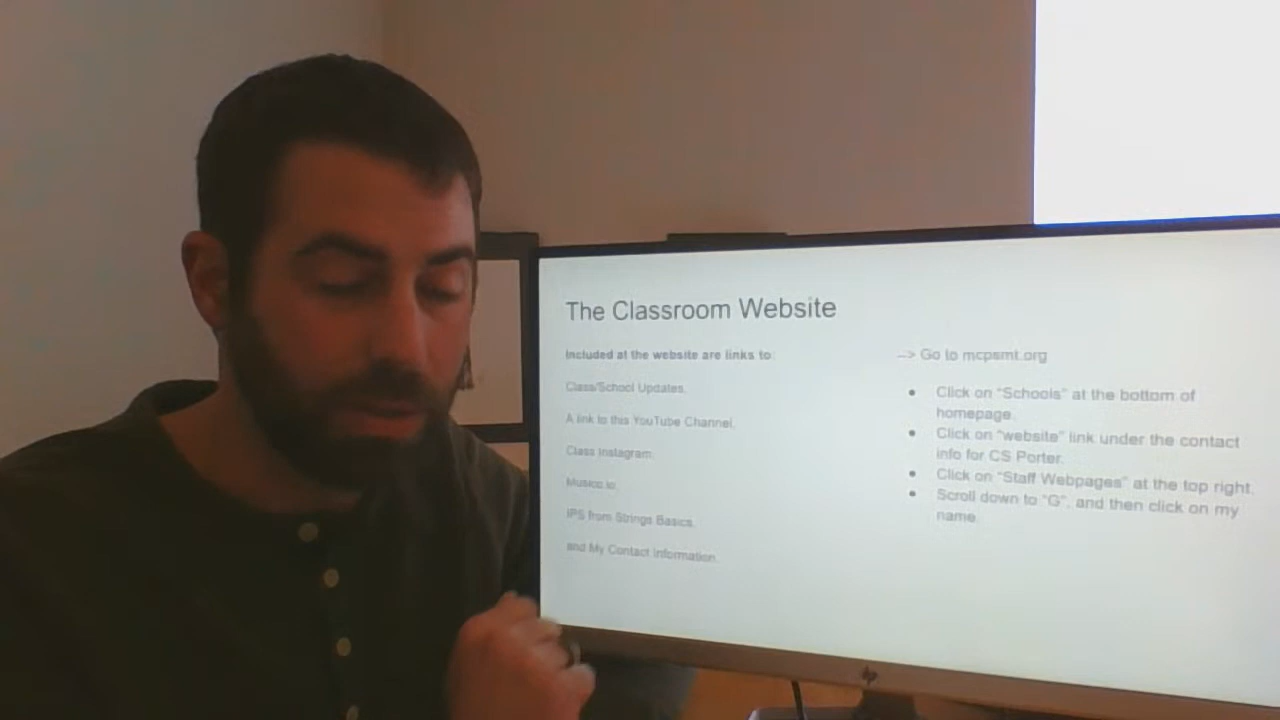 The Classroom Website
Included at the website are links to:
Class/School Updates.
A link to this YouTube Channel.
Class Instagram.
Musico.io.
IPS from Strings Basics.
and My Contact Information.
--> Go to mcpsmt.org
Click on "Schools" at the bottom of
homepage.
Click on "website" link under the contact
info for CS Porter.
Click on "Staff Webpages" at the top right.
Scroll down to "G", and then click on my
name.
hp